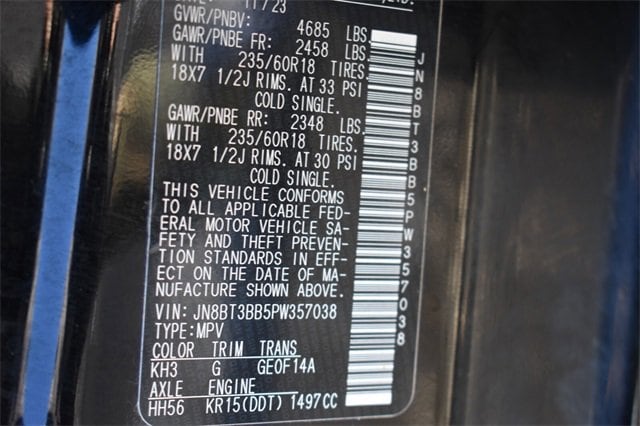 11/23
GVWR/PNBV: 4685 LBS.
GAWR/PNBE FR: 2458 LBS.
WITH 235/60R18 TIRES.
18X7 1/2J RIMS. AT 33 PSI
COLD SINGLE.
GAWR/PNBE RR: 2348 LBS.
WITH 235/60R18 TIRES.
18X7 1/2J RIMS. AT 30 PSI
COLD SINGLE.
THIS VEHICLE CONFORMS
TO ALL APPLICABLE FED-
ERAL MOTOR VEHICLE SA-
FETY AND THEFT PREVEN-
TION STANDARDS IN EFF-
ECT ON THE DATE OF MA-
NUFACTURE SHOWN ABOVE.
VIN: JN8BT3BB5PW357038
TYPE:MPV
COLOR TRIM TRANS
KH3 G GE0F14A
AXLE ENGINE
HH56 KR15(DDT) 1497CC
JN8BT3BB5PW357038